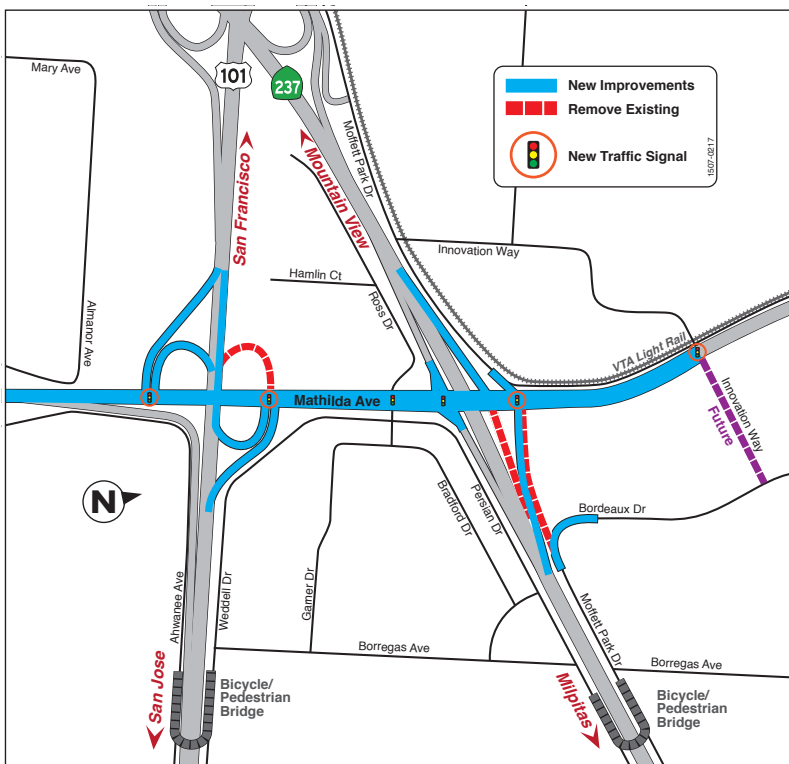 Mary Ave
101
237
Moffett Park Dr
New Improvements
Remove Existing
New Traffic Signal
1507-0217
San Francisco
Mountain View
Innovation Way
Hamlin Ct
Ross Dr
Almanor Ave
VTA Light Rail
Mathilda Ave
Innovation Way
Future
N
Bordeaux Dr
Bradford Dr
Persian Dr
Ahwanee Ave
Weddell Dr
Garner Dr
Moffett Park Dr
Borregas Ave
Borregas Ave
San Jose
Bicycle/
Pedestrian
Bridge
Milpitas
Bicycle/
Pedestrian
Bridge